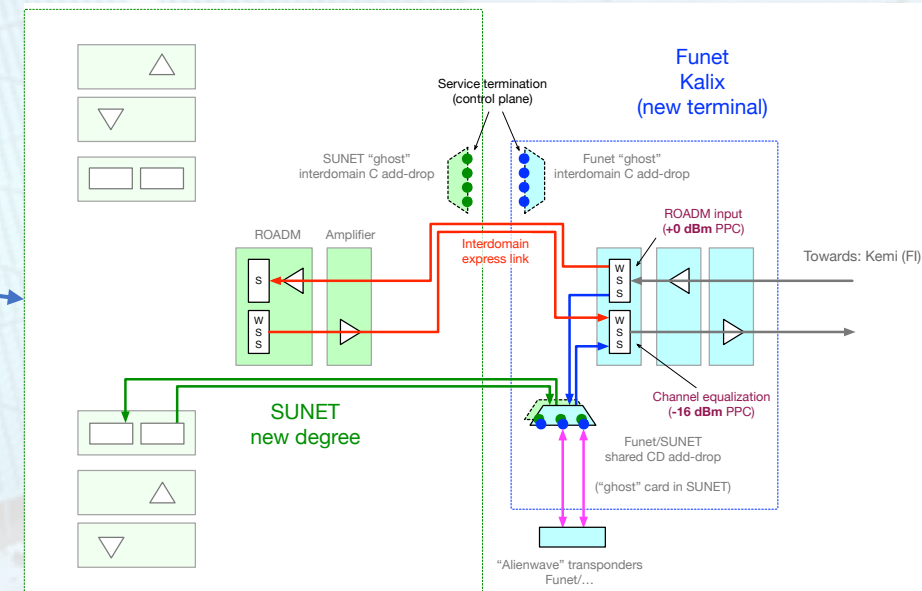 Service termination
(control plane)
Funet
Kalix
(new terminal)
SUNET “ghost”
interdomain C add-drop
Funet “ghost”
interdomain C add-drop
ROADM
Amplifier
Interdomain
express link
ROADM input
(+0 dBm PPC)
Towards: Kemi (FI)
S
W
S
S
W
S
S
W
S
S
Channel equalization
(-16 dBm PPC)
SUNET
new degree
Funet/SUNET
shared CD add-drop
(“ghost” card in SUNET)
“Alienwave” transponders
Funet/…